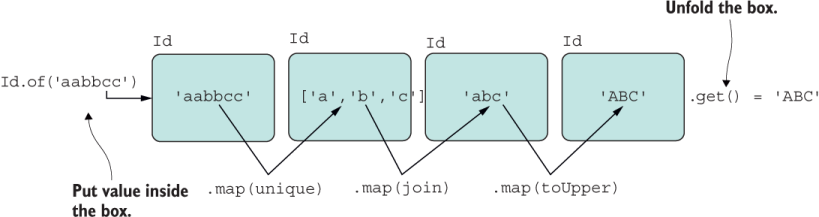 Unfold the box.
Id
Id
Id
Id
Id.of('aabbcc')
'aabbcc'
['a','b','c']
'abc'
'ABC'
.get() = 'ABC'
Put value inside
the box.
.map(unique)
.map(join)
.map(toUpper)